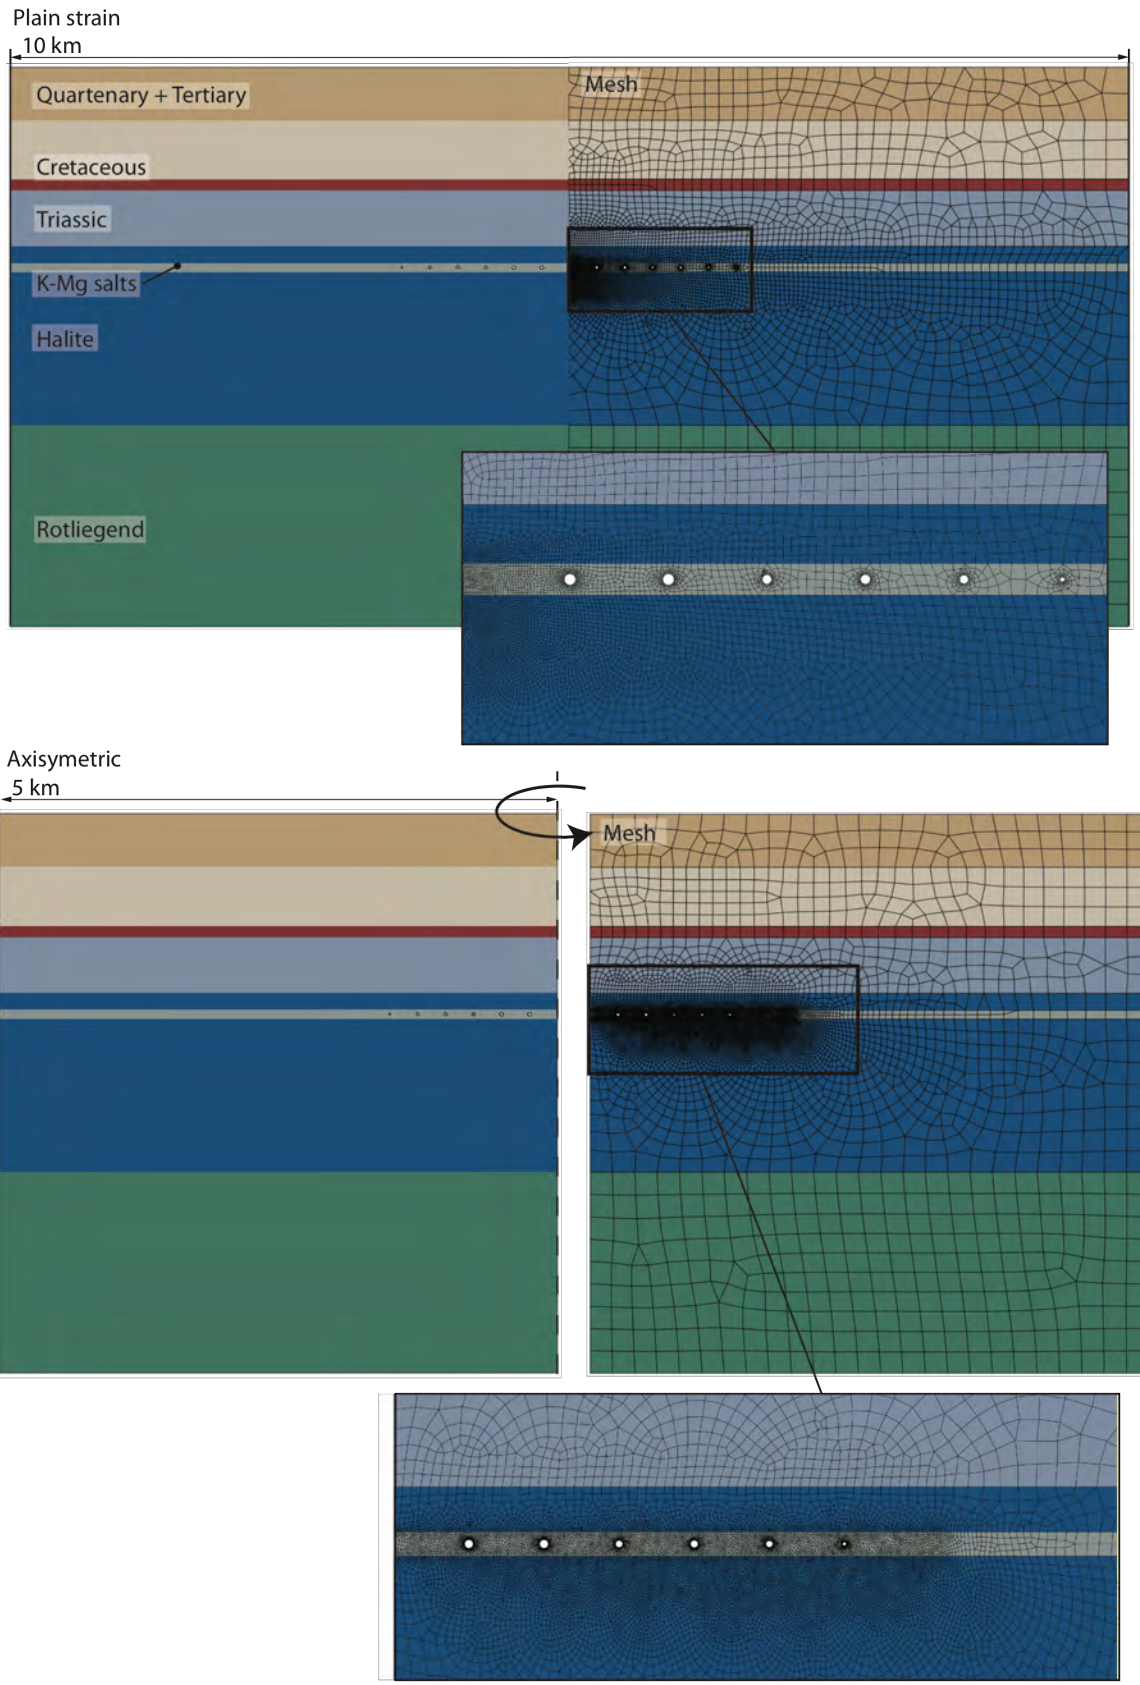 Plain strain
10 km
Quartenary + Tertiary
Mesh
Cretaceous
Triassic
K-Mg salts
Halite
Rotliegend
Axisymetric
5 km
Mesh